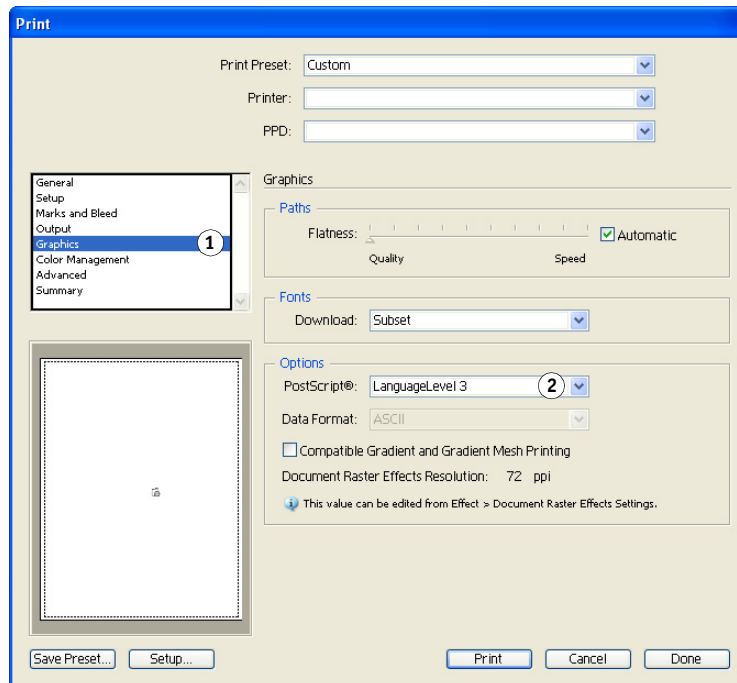 Print
Print Preset: Custom
Printer:
PPD:
General
Setup
Marks and Bleed
Output
Graphics 1
Color Management
Advanced
Summary
Graphics
Paths
Flatness: Automatic
Quality Speed
Fonts
Download: Subset
Options
PostScript®: LanguageLevel 3 2
Data Format: ASCII
Compatible Gradient and Gradient Mesh Printing
Document Raster Effects Resolution: 72 ppi
This value can be edited from Effect > Document Raster Effects Settings.
Save Preset... Setup... Print Cancel Done